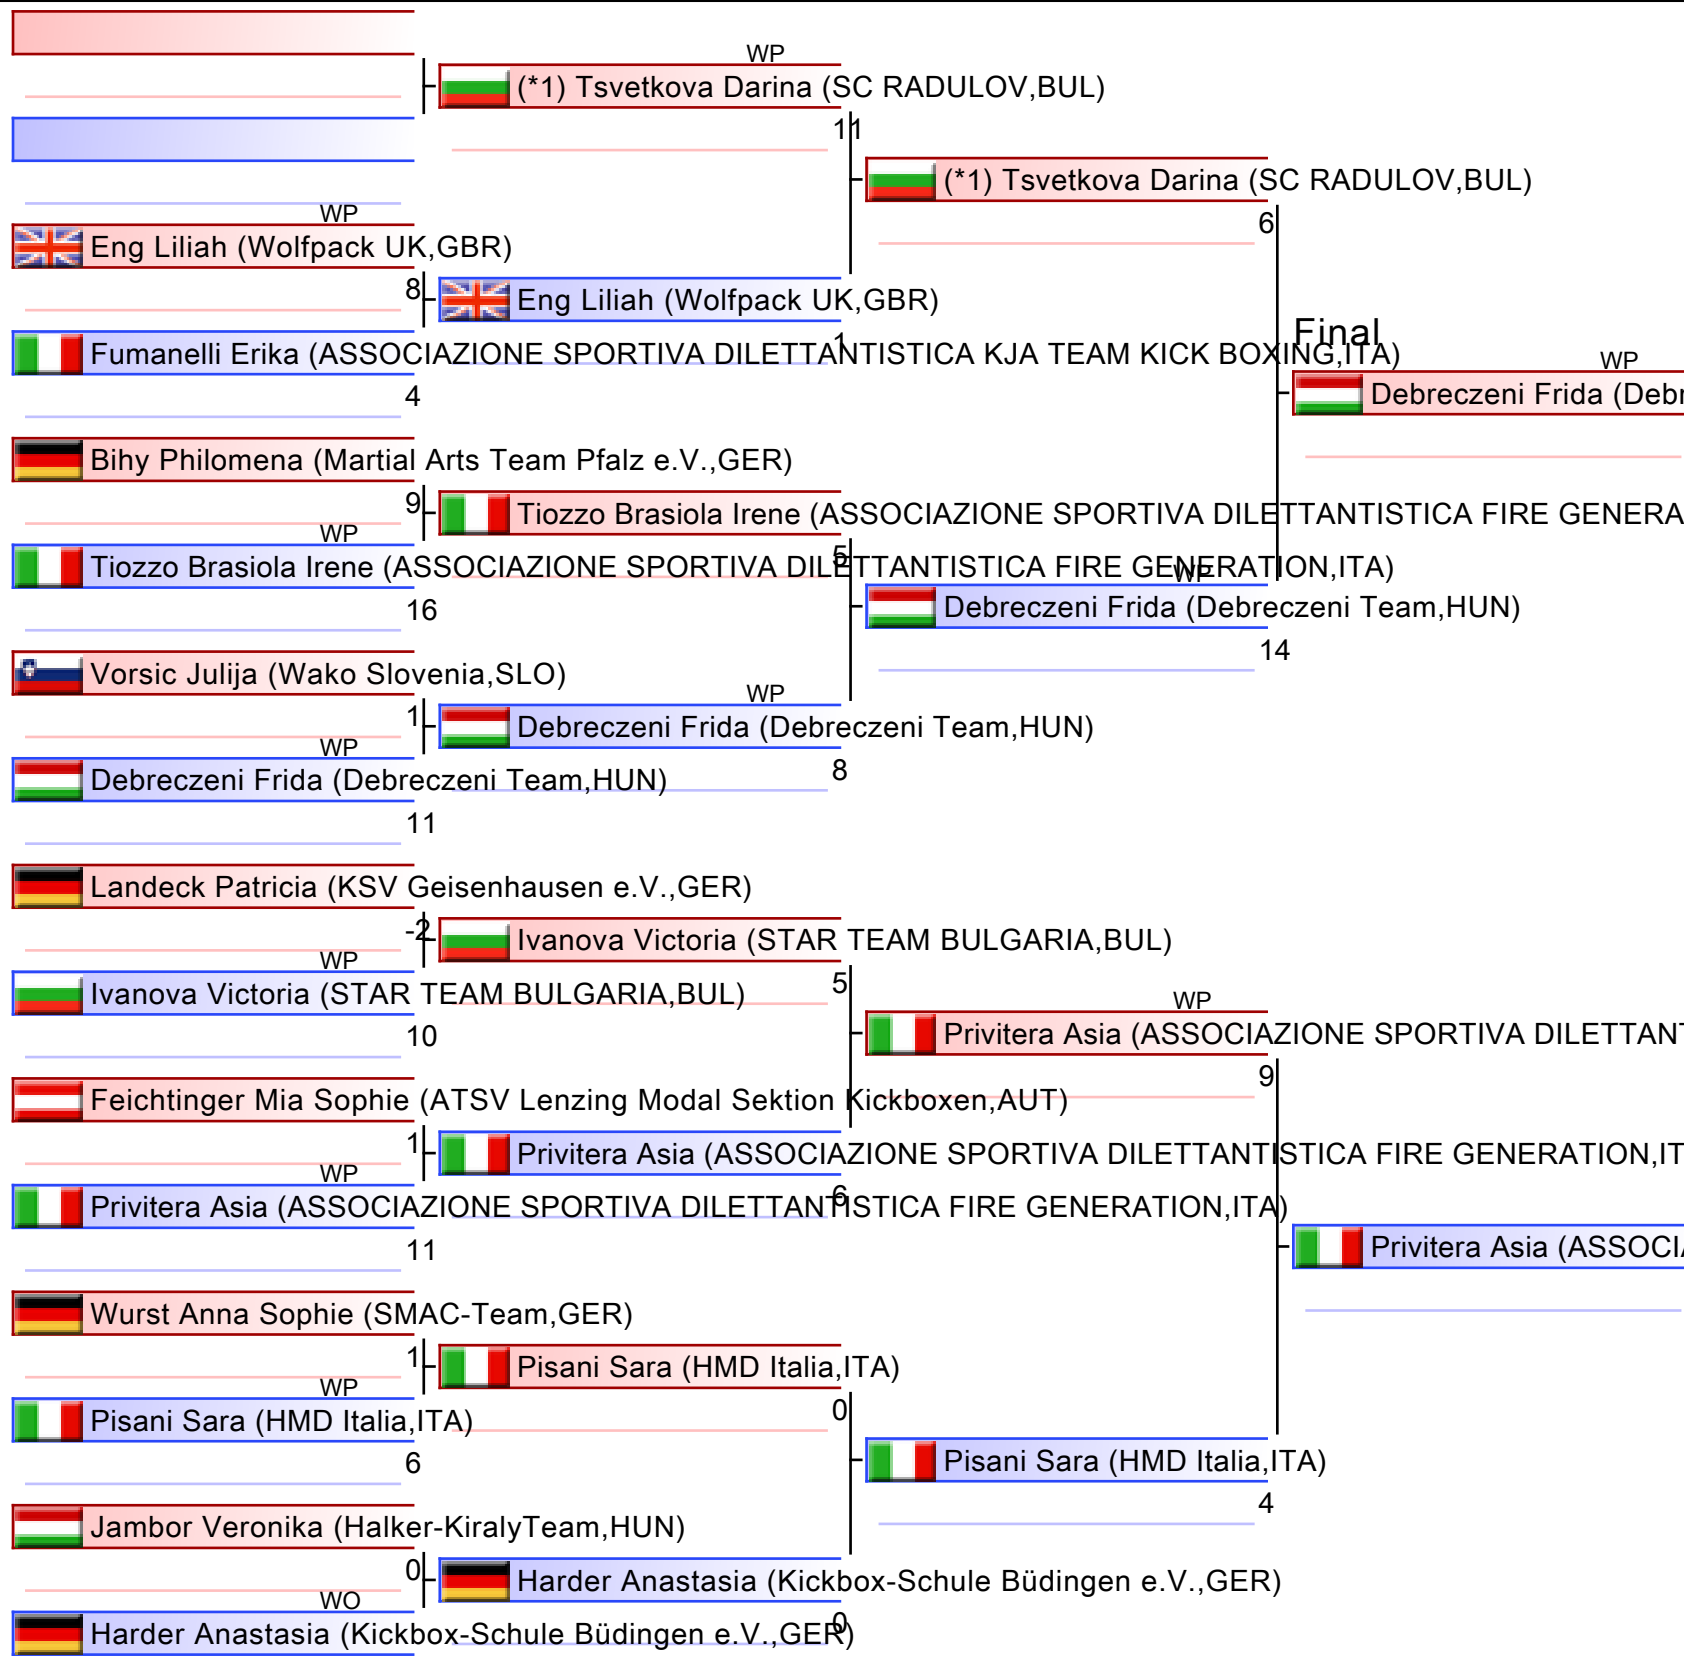 WP
(*1) Tsvetkova Darina (SC RADULOV,BUL)
11
(*1) Tsvetkova Darina (SC RADULOV,BUL)
6
WP
Eng Liliah (Wolfpack UK,GBR)
8
Eng Liliah (Wolfpack UK,GBR)
1
Final
Fumanelli Erika (ASSOCIAZIONE SPORTIVA DILETTANTISTICA KJA TEAM KICK BOXING,ITA)
4
WP
Debreczeni Frida (Debr
Bihy Philomena (Martial Arts Team Pfalz e.V.,GER)
9
Tiozzo Brasiola Irene (ASSOCIAZIONE SPORTIVA DILETTANTISTICA FIRE GENERA
5
WP
Tiozzo Brasiola Irene (ASSOCIAZIONE SPORTIVA DILETTANTISTICA FIRE GENERATION,ITA)
16
WP
Debreczeni Frida (Debreczeni Team,HUN)
14
Vorsic Julija (Wako Slovenia,SLO)
1
WP
Debreczeni Frida (Debreczeni Team,HUN)
8
WP
Debreczeni Frida (Debreczeni Team,HUN)
11
Landeck Patricia (KSV Geisenhausen e.V.,GER)
-2
Ivanova Victoria (STAR TEAM BULGARIA,BUL)
5
WP
Ivanova Victoria (STAR TEAM BULGARIA,BUL)
10
WP
Privitera Asia (ASSOCIAZIONE SPORTIVA DILETTANT
9
Feichtinger Mia Sophie (ATSV Lenzing Modal Sektion Kickboxen,AUT)
1
Privitera Asia (ASSOCIAZIONE SPORTIVA DILETTANTISTICA FIRE GENERATION,IT
6
WP
Privitera Asia (ASSOCIAZIONE SPORTIVA DILETTANTISTICA FIRE GENERATION,ITA)
11
Privitera Asia (ASSOCIA
Wurst Anna Sophie (SMAC-Team,GER)
1
Pisani Sara (HMD Italia,ITA)
0
WP
Pisani Sara (HMD Italia,ITA)
6
Pisani Sara (HMD Italia,ITA)
4
Jambor Veronika (Halker-KiralyTeam,HUN)
0
Harder Anastasia (Kickbox-Schule Büdingen e.V.,GER)
0
WO
Harder Anastasia (Kickbox-Schule Büdingen e.V.,GER)